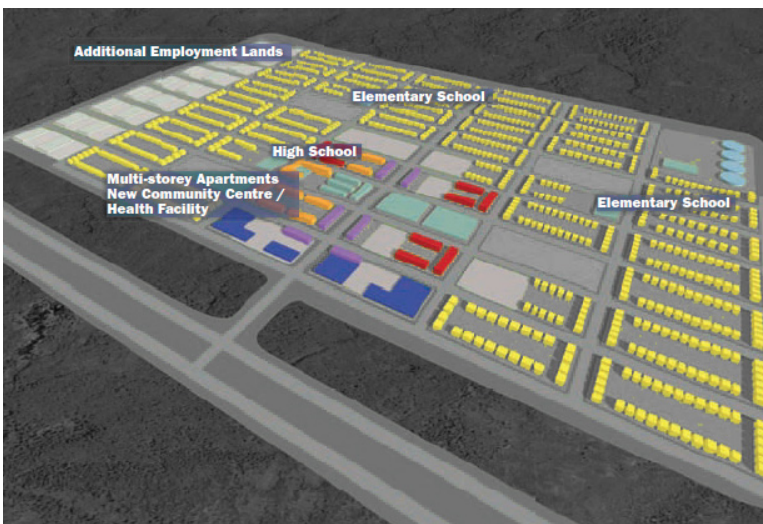 Additional Employment Lands
Elementary School
High School
Multi-storey Apartments
New Community Centre /
Health Facility
Elementary School